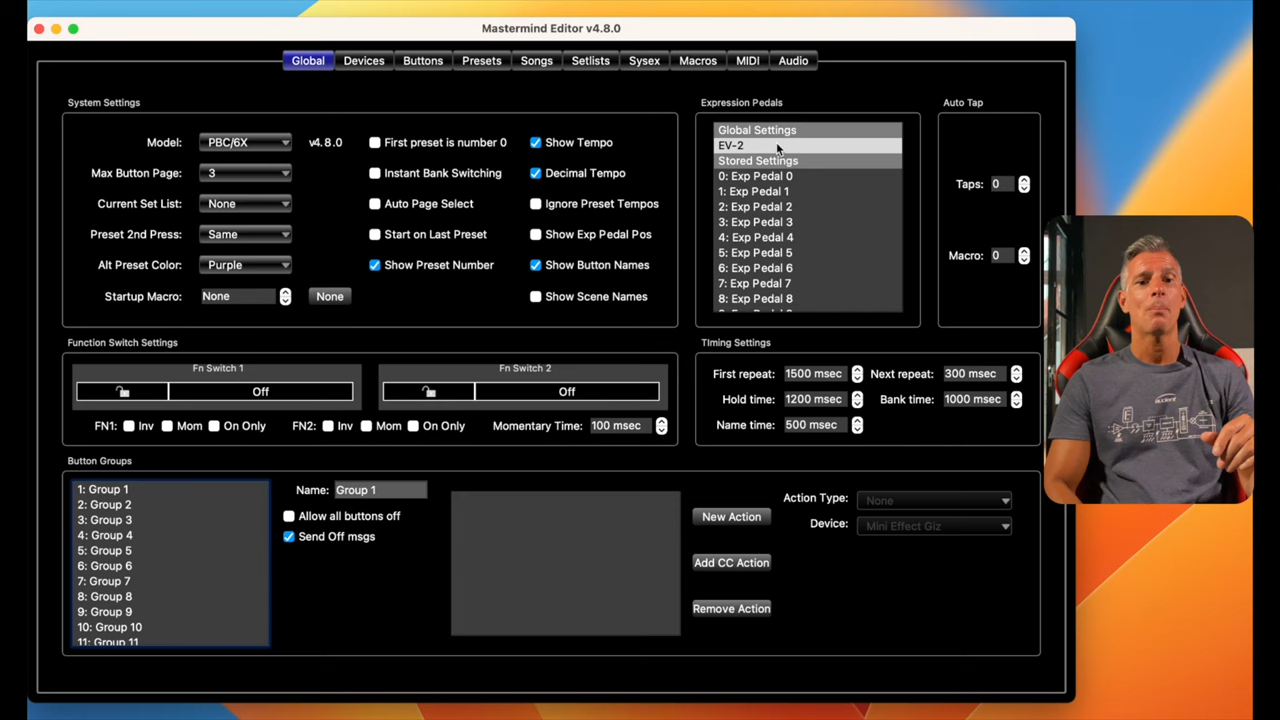 Mastermind Editor v4.8.0
Global
Devices
Buttons
Presets
Songs
Setlists
Sysex
Macros
MIDI
Audio
System Settings
Model:
PBC/6X
v4.8.0
First preset is number 0
Show Tempo
Max Button Page:
3
Instant Bank Switching
Decimal Tempo
Current Set List:
None
Auto Page Select
Ignore Preset Tempos
Preset 2nd Press:
Same
Start on Last Preset
Show Exp Pedal Pos
Alt Preset Color:
Purple
Show Preset Number
Show Button Names
Startup Macro:
None
None
Show Scene Names
Expression Pedals
Global Settings
EV-2
Stored Settings
0: Exp Pedal 0
1: Exp Pedal 1
2: Exp Pedal 2
3: Exp Pedal 3
4: Exp Pedal 4
5: Exp Pedal 5
6: Exp Pedal 6
7: Exp Pedal 7
8: Exp Pedal 8
Auto Tap
Taps: 0
Macro: 0
Function Switch Settings
Fn Switch 1
Off
Fn Switch 2
Off
FN1: Inv Mom On Only
FN2: Inv Mom On Only
Momentary Time: 100 msec
TIming Settings
First repeat: 1500 msec
Next repeat: 300 msec
Hold time: 1200 msec
Bank time: 1000 msec
Name time: 500 msec
Button Groups
1: Group 1
2: Group 2
3: Group 3
4: Group 4
5: Group 5
6: Group 6
7: Group 7
8: Group 8
9: Group 9
10: Group 10
11: Group 11
Name: Group 1
Allow all buttons off
Send Off msgs
New Action
Add CC Action
Remove Action
Action Type: None
Device: Mini Effect Giz